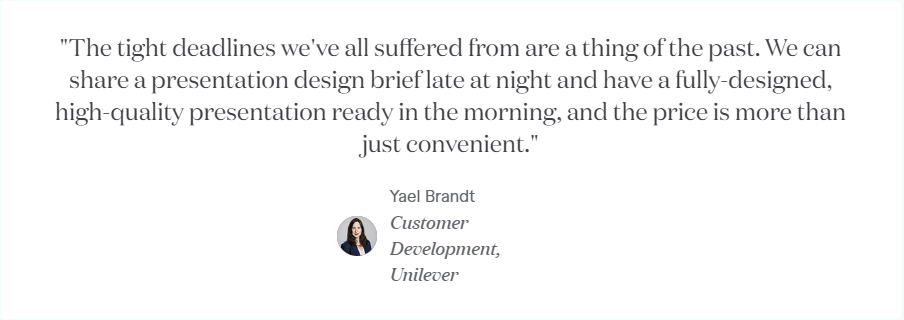 "The tight deadlines we've all suffered from are a thing of the past. We can
share a presentation design brief late at night and have a fully-designed,
high-quality presentation ready in the morning, and the price is more than
just convenient."
Yael Brandt
Customer
Development,
Unilever